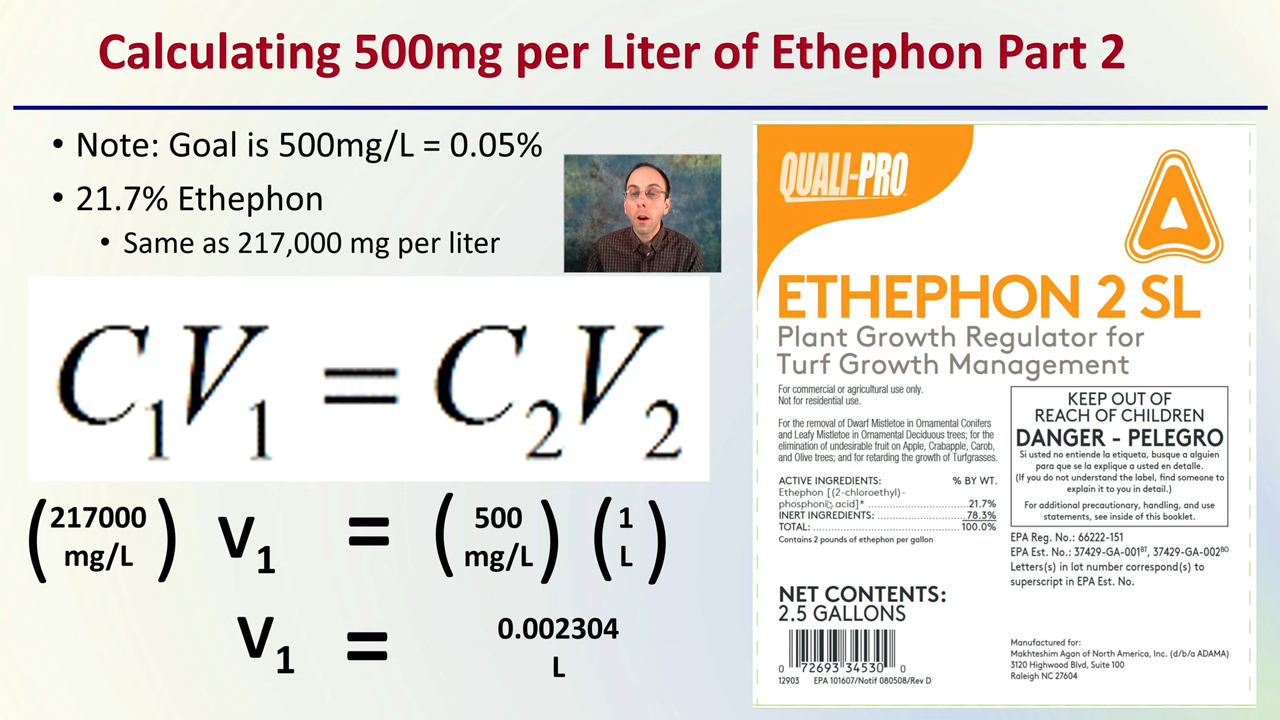 Calculating 500mg per Liter of Ethephon Part 2
• Note: Goal is 500mg/L = 0.05%
• 21.7% Ethephon
• Same as 217,000 mg per liter
C1V1 = C2V2
(217000 mg/L) V1 = (500 mg/L) (1 L)
V1 = 0.002304 L
QUALI-PRO
ETHEPHON 2 SL
Plant Growth Regulator for
Turf Growth Management
For commercial or agricultural use only.
Not for residential use.
For the removal of Dwarf Mistletoe in Ornamental Conifers
and Leafy Mistletoe in Ornamental Deciduous trees; for the
elimination of undesirable fruit on Apple, Crabapple, Carob,
and Olive trees; and for retarding the growth of Turfgrasses.
ACTIVE INGREDIENTS: % BY WT.
Ethephon [(2-chloroethyl)-
phosphonic acid]* 21.7%
INERT INGREDIENTS: 78.3%
TOTAL: 100.0%
Contains 2 pounds of ethephon per gallon
KEEP OUT OF
REACH OF CHILDREN
DANGER - PELEGRO
Si usted no entiende la etiqueta, busque a alguien
para que se la explique a usted en detalle.
(If you do not understand the label, find someone to
explain it to you in detail.)
For additional precautionary, handling, and use
statements, see inside of this booklet.
EPA Reg. No.: 66222-151
EPA Est. No.: 37429-GA-001BT, 37429-GA-002BO
Letters(s) in lot number correspond(s) to
superscript in EPA Est. No.
NET CONTENTS:
2.5 GALLONS
0 72693 34530 0
12903 EPA 101607/Notif 080508/Rev D
Manufactured for:
Makhteshim Agan of North America, Inc. (d/b/a ADAMA)
3120 Highwood Blvd, Suite 100
Raleigh NC 27604